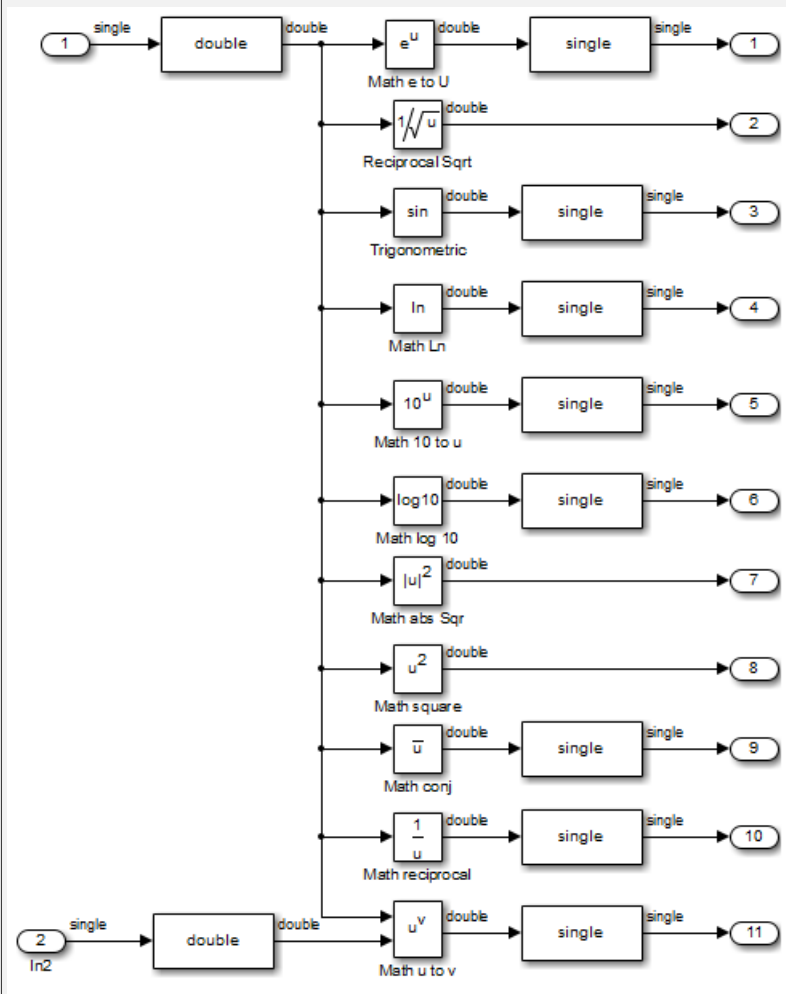 single double double e^u double single single 1
1
Math e to U
1/√u double 2
Reciprocal Sqrt
sin double single single 3
Trigonometric
ln double single single 4
Math Ln
10^u double single single 5
Math 10 to u
log10 double single single 6
Math log 10
|u|^2 double 7
Math abs Sqr
u^2 double 8
Math square
u̅ double single single 9
Math conj
1/u double single single 10
Math reciprocal
2 single double double u^v double single single 11
In2
Math u to v